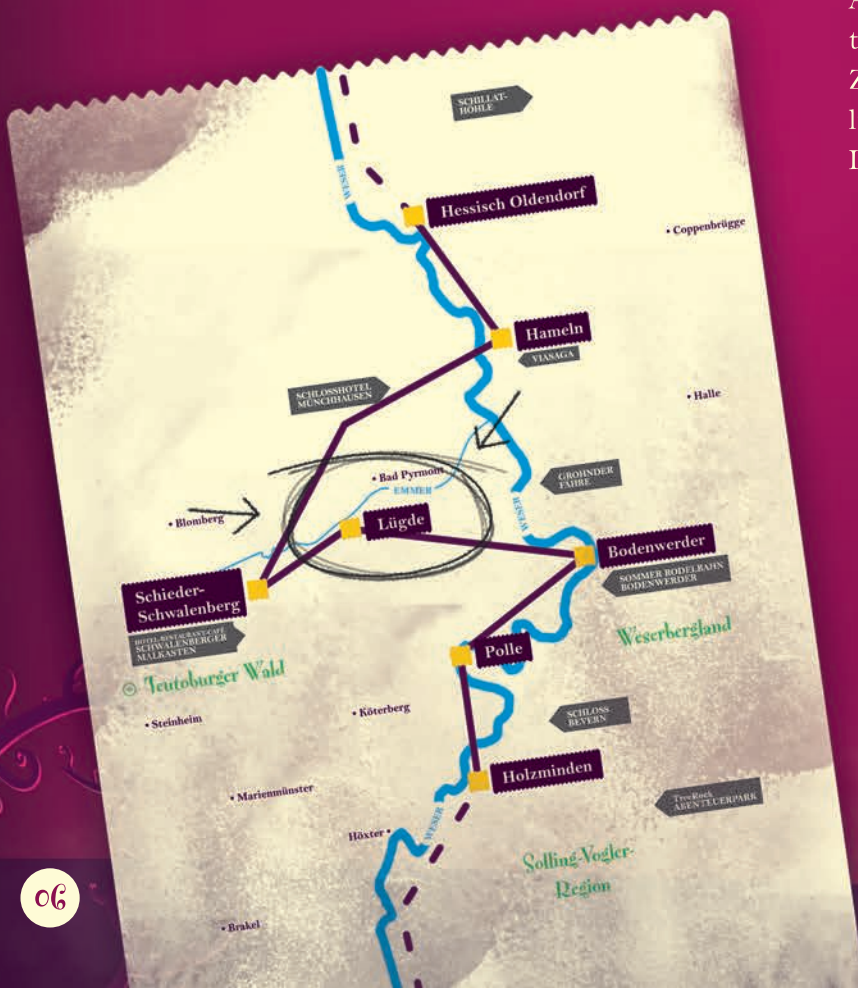 SCHILLAT-
HÖHLE
WESER
Hessisch Oldendorf
Coppenbrügge
Hameln
VIASAGA
SCHLOSSHOTEL
MÜNCHHAUSEN
Halle
Bad Pyrmont
EMMER
GROHNDER
FÄHRE
WESER
Blomberg
Lügde
Bodenwerder
SOMMER RODELBAHN
BODENWERDER
Schieder-
Schwalenberg
HOTEL-RESTAURANT-CAFÉ
SCHWALENBERGER
MALKASTEN
Weserbergland
Polle
Teutoburger Wald
Köterberg
Steinheim
SCHLOSS
BEVERN
Holzminden
Marienmünster
TreeRock
ABENTEUERPARK
WESER
Höxter
Solling-Vogler-
Region
06
Brakel